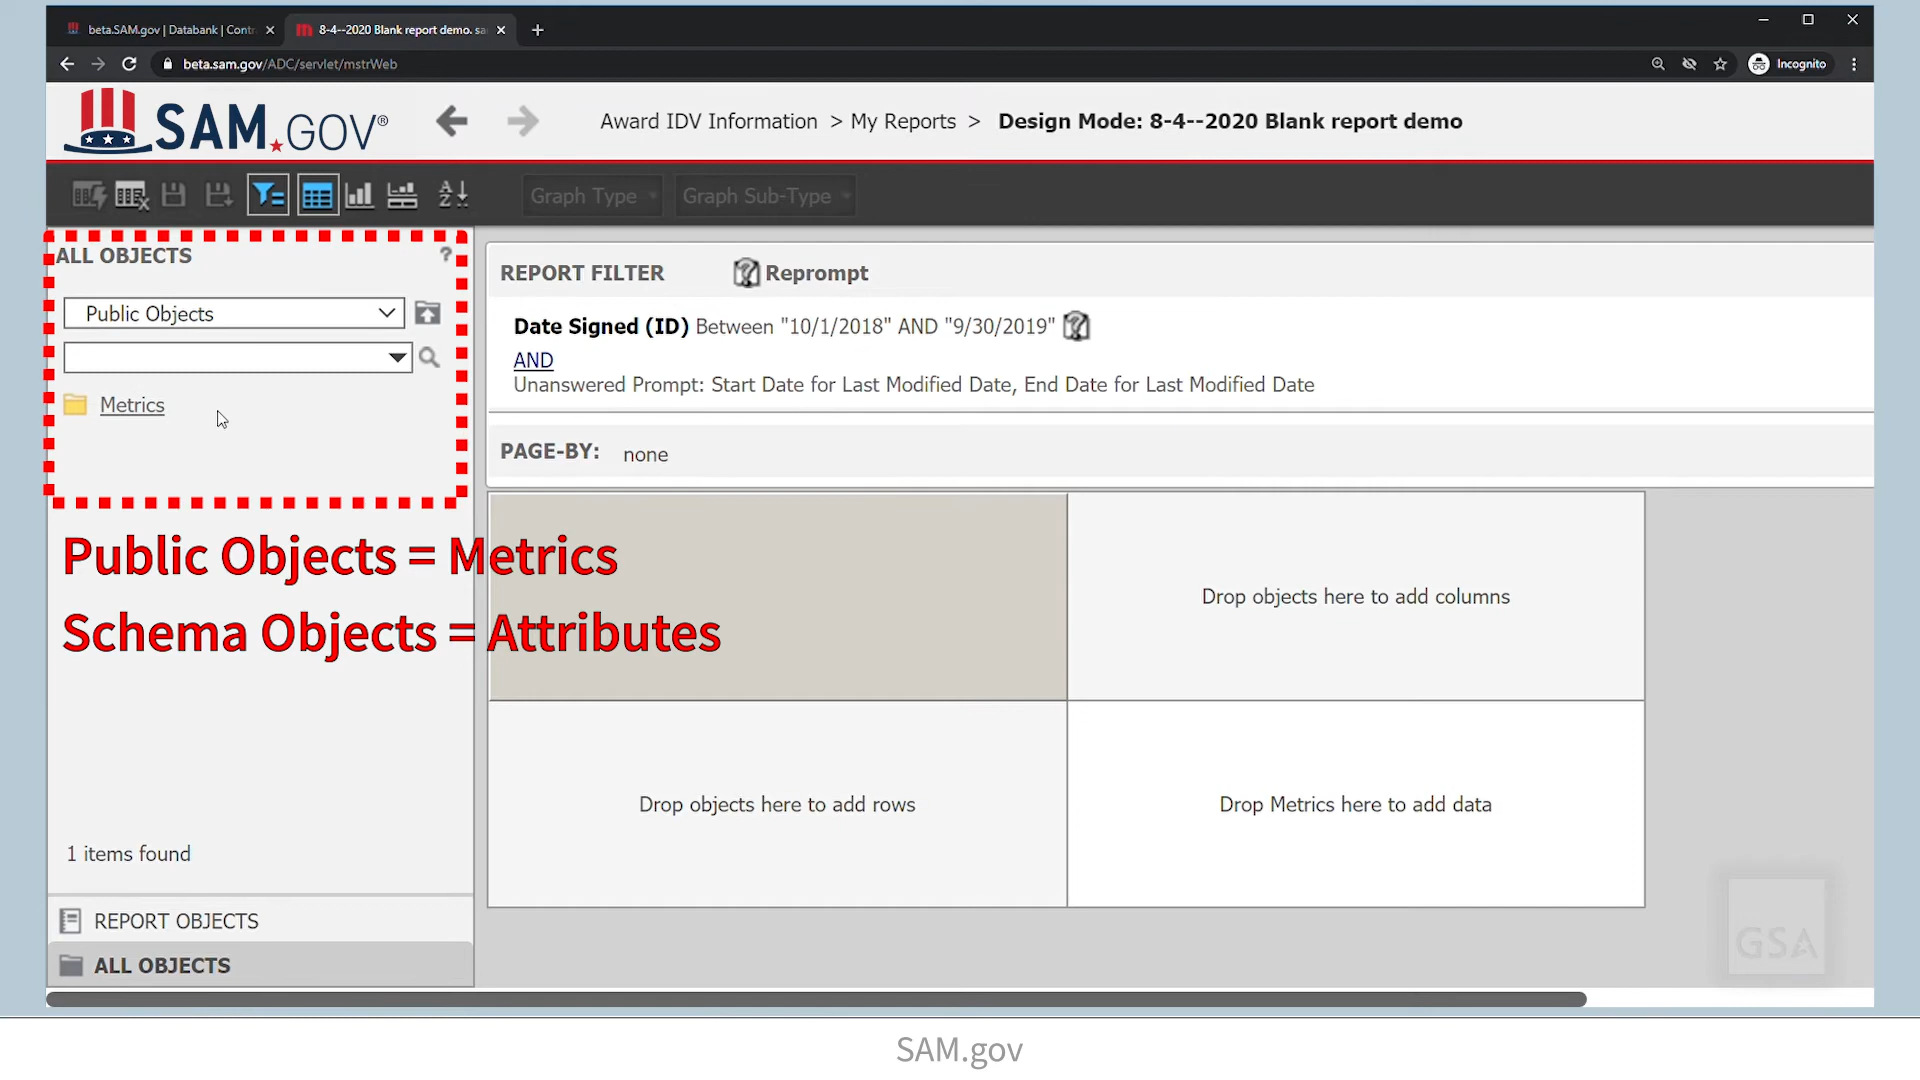 beta.SAM.gov | Databank | Contr
8-4--2020 Blank report demo. sa
beta.sam.gov/ADC/servlet/mstrWeb
Incognito
SAM.GOV®
Award IDV Information > My Reports > Design Mode: 8-4--2020 Blank report demo
Graph Type
Graph Sub-Type
ALL OBJECTS
?
Public Objects
Metrics
REPORT FILTER
Reprompt
Date Signed (ID) Between "10/1/2018" AND "9/30/2019"
AND
Unanswered Prompt: Start Date for Last Modified Date, End Date for Last Modified Date
PAGE-BY: none
Public Objects = Metrics
Schema Objects = Attributes
Drop objects here to add columns
Drop objects here to add rows
Drop Metrics here to add data
1 items found
REPORT OBJECTS
ALL OBJECTS
GSA
SAM.gov